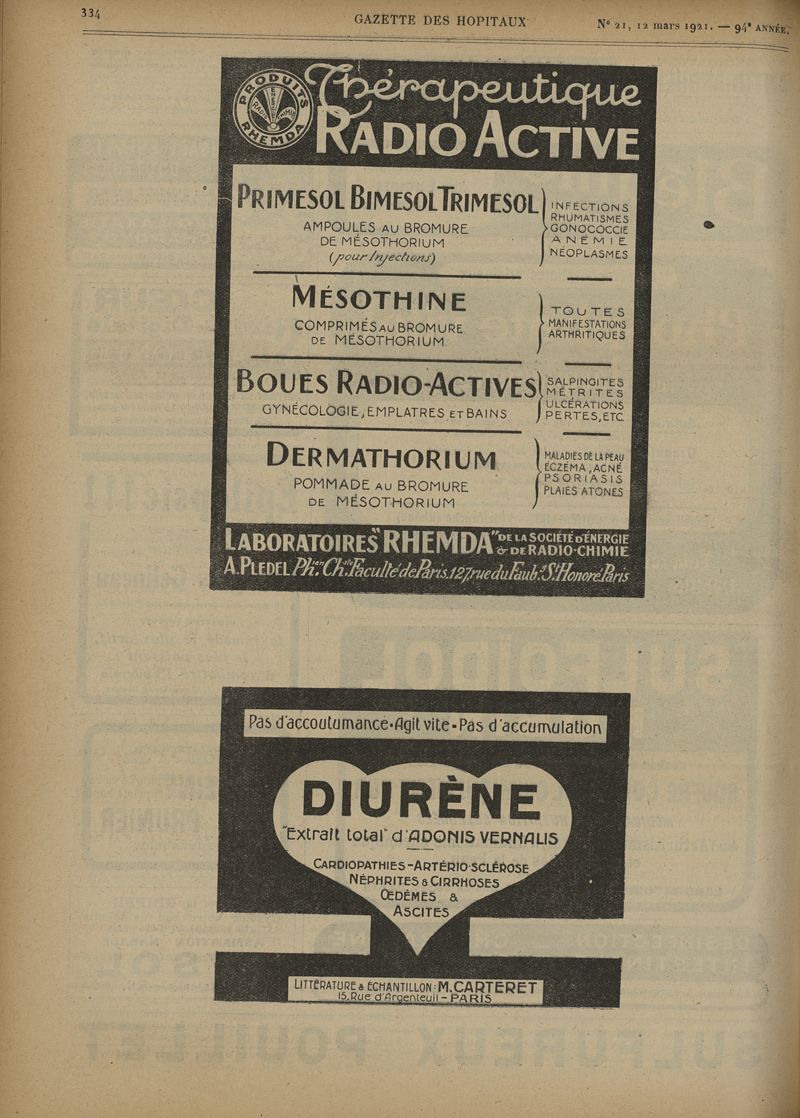 334
GAZETTE DES HOPITAUX
N° 21, 12 mars 1921. — 94e ANNÉE.
PRODUITS
RHEMDA
Thérapeutique
RADIO ACTIVE
PRIMESOL BIMESOL TRIMESOL
AMPOULES AU BROMURE
DE MÉSOTHORIUM
(pour Injections)
INFECTIONS
RHUMATISMES
GONOCOCCIE
ANÉMIE
NÉOPLASMES
MÉSOTHINE
COMPRIMÉS AU BROMURE
DE MÉSOTHORIUM
TOUTES
MANIFESTATIONS
ARTHRITIQUES
BOUES RADIO-ACTIVES
GYNÉCOLOGIE, EMPLATRES ET BAINS
SALPINGITES
MÉTRITES
ULCÉRATIONS
PERTES, ETC.
DERMATHORIUM
POMMADE AU BROMURE
DE MÉSOTHORIUM
MALADIES DE LA PEAU
ECZÉMA, ACNÉ
PSORIASIS
PLAIES ATONES
LABORATOIRES "RHEMDA" DE LA SOCIÉTÉ D'ÉNERGIE
& DE RADIO-CHIMIE
A. PLEDEL Phien Chte Faculté de Paris. 127 rue du Faubg St Honoré Paris
Pas d'accoutumance • Agit vite - Pas d'accumulation
DIURÈNE
"Extrait total" d'ADONIS VERNALIS
CARDIOPATHIES - ARTÉRIO-SCLÉROSE
NÉPHRITES & CIRRHOSES
ŒDÈMES &
ASCITES
LITTÉRATURE & ÉCHANTILLON : M. CARTERET
15, Rue d'Argenteuil - PARIS